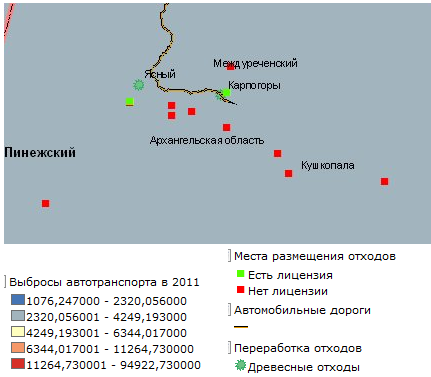 Междуреченский
Ясный
Карпогоры
Архангельская область
Пинежский
Кушкопала
Выбросы автотранспорта в 2011
1076,247000 - 2320,056000
2320,056001 - 4249,193000
4249,193001 - 6344,017000
6344,017001 - 11264,730000
11264,730001 - 94922,730000
Места размещения отходов
Есть лицензия
Нет лицензии
Автомобильные дороги
Переработка отходов
Древесные отходы